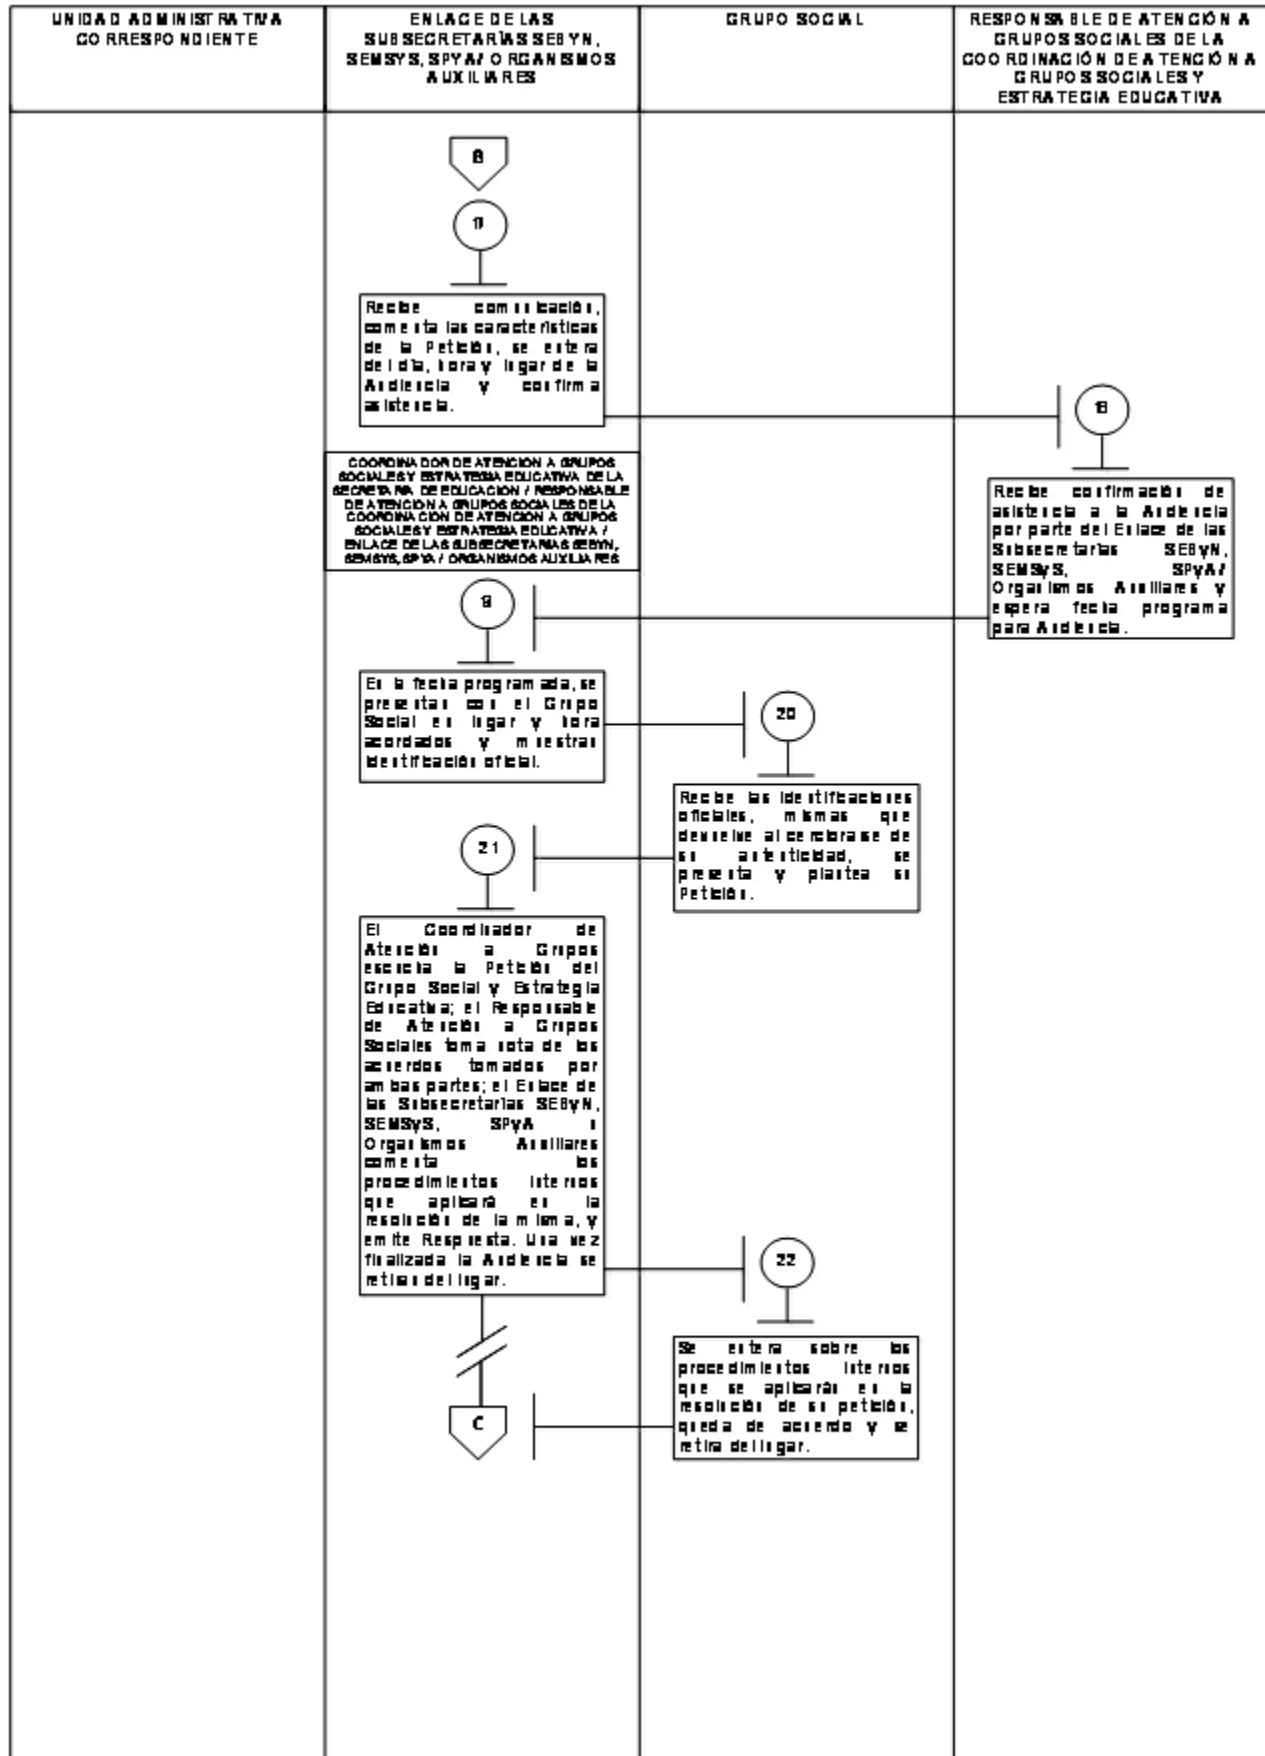 UNIDAD ADMINISTRATIVA
CORRESPONDIENTE
ENLACE DE LAS
SUBSECRETARÍAS SEBYN,
SEMSYS, SPYA/ ORGANISMOS
AUXILIARES
GRUPO SOCIAL
RESPONSABLE DE ATENCIÓN A
GRUPOS SOCIALES DE LA
COORDINACIÓN DE ATENCIÓN A
GRUPOS SOCIALES Y
ESTRATEGIA EDUCATIVA
B
17
Recibe comunicación,
comenta las características
de la Petición, se entera
del día, hora y lugar de la
Audiencia y confirma
asistencia.
18
Recibe confirmación de
asistencia a la Audiencia
por parte del Enlace de las
Subsecretarías SEByN,
SEMSyS, SPyA/
Organismos Auxiliares y
espera fecha programa
para Audiencia.
COORDINADOR DE ATENCION A GRUPOS
SOCIALES Y ESTRATEGIA EDUCATIVA DE LA
SECRETARIA DE EDUCACION / RESPONSABLE
DE ATENCION A GRUPOS SOCIALES DE LA
COORDINACION DE ATENCION A GRUPOS
SOCIALES Y ESTRATEGIA EDUCATIVA /
ENLACE DE LAS SUBSECRETARIAS SEBYN,
SEMSYS, SPYA / ORGANISMOS AUXILIARES
19
En la fecha programada, se
presentan con el Grupo
Social en lugar y hora
acordados y muestran
identificación oficial.
20
Recibe las identificaciones
oficiales, mismas que
devuelve al cerciorarse de
su autenticidad, se
presenta y plantea su
Petición.
21
El Coordinador de
Atención a Grupos
escucha la Petición del
Grupo Social y Estrategia
Educativa; el Responsable
de Atención a Grupos
Sociales toma nota de los
acuerdos tomados por
ambas partes; el Enlace de
las Subsecretarías SEByN,
SEMSyS, SPyA u
Organismos Auxiliares
comenta los
procedimientos internos
que aplicará en la
resolución de la misma, y
emite Respuesta. Una vez
finalizada la Audiencia se
retiran del lugar.
22
Se entera sobre los
procedimientos internos
que se aplicarán en la
resolución de su petición,
queda de acuerdo y se
retira del lugar.
C